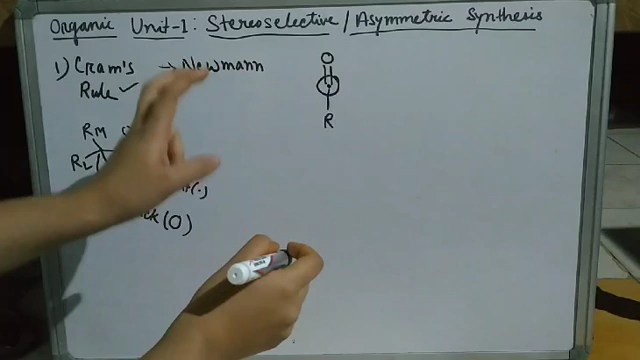 Organic Unit-1: Stereoselective / Asymmetric Synthesis
1) Cram's → Newmann
Rule ✓
O
R
RM
RL
(·)
(O)